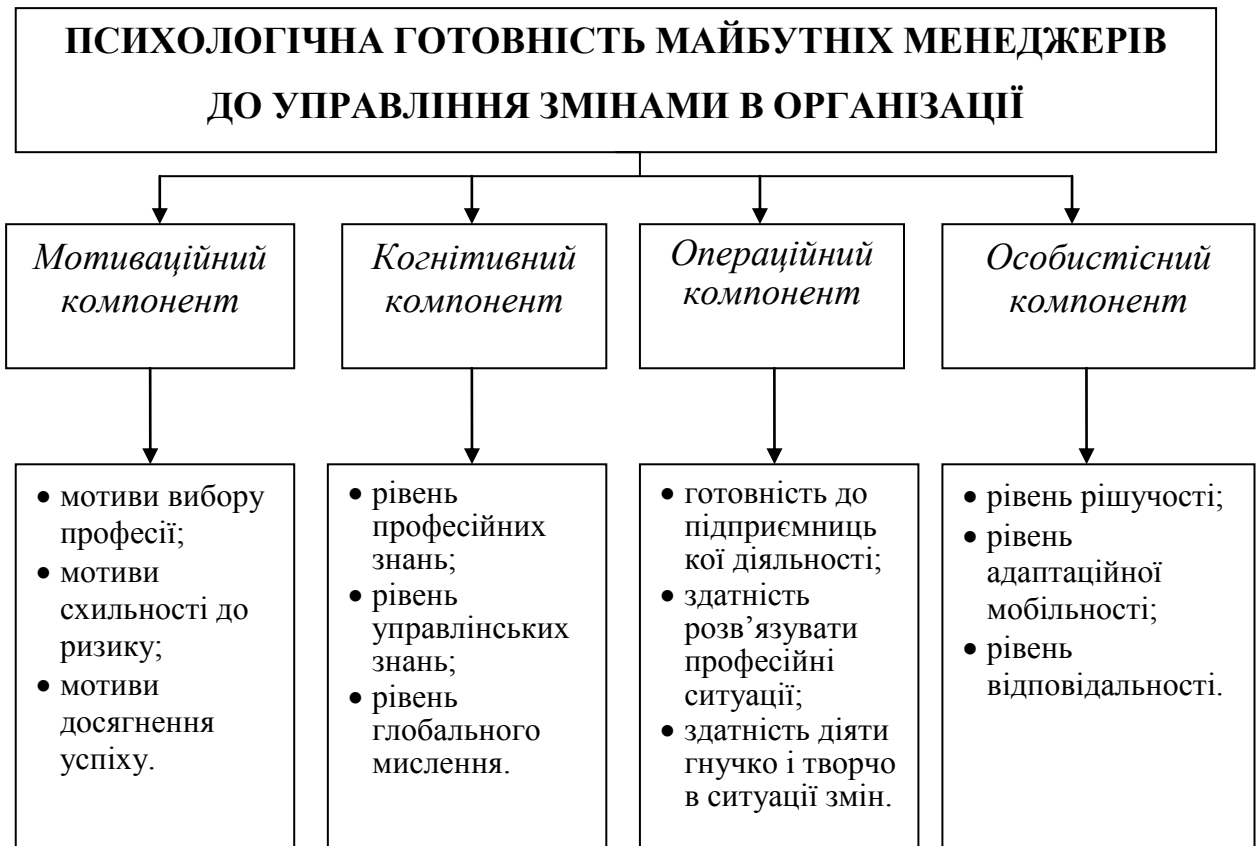 ПСИХОЛОГІЧНА ГОТОВНІСТЬ МАЙБУТНІХ МЕНЕДЖЕРІВ
ДО УПРАВЛІННЯ ЗМІНАМИ В ОРГАНІЗАЦІЇ
Мотиваційний
компонент
Когнітивний
компонент
Операційний
компонент
Особистісний
компонент
• мотиви вибору
професії;
• мотиви
схильності до
ризику;
• мотиви
досягнення
успіху.
• рівень
професійних
знань;
• рівень
управлінських
знань;
• рівень
глобального
мислення.
• готовність до
підприємниць
кої діяльності;
• здатність
розв’язувати
професійні
ситуації;
• здатність діяти
гнучко і творчо
в ситуації змін.
• рівень рішучості;
• рівень
адаптаційної
мобільності;
• рівень
відповідальності.